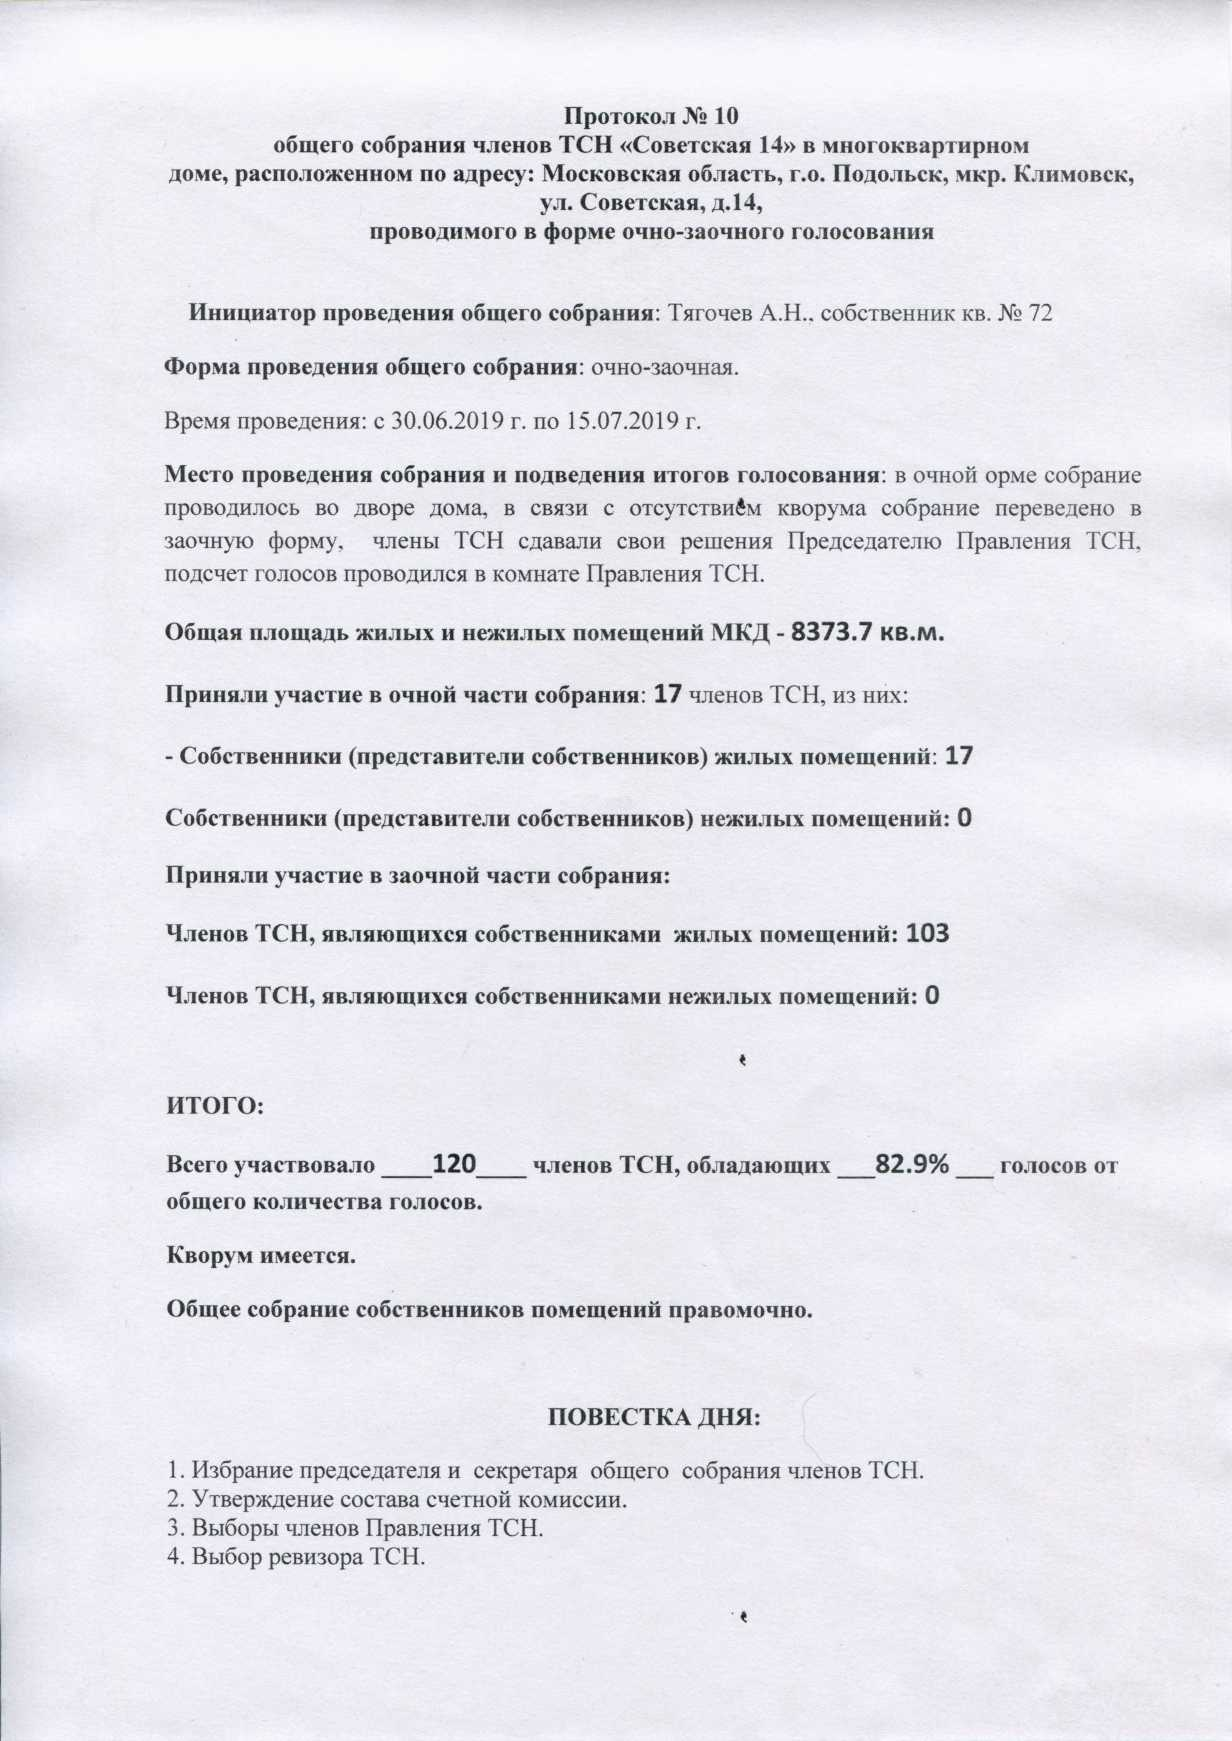 Протокол № 10
общего собрания членов ТСН «Советская 14» в многоквартирном
доме, расположенном по адресу: Московская область, г.о. Подольск, мкр. Климовск,
ул. Советская, д.14,
проводимого в форме очно-заочного голосования
Инициатор проведения общего собрания: Тягочев А.Н., собственник кв. № 72
Форма проведения общего собрания: очно-заочная.
Время проведения: с 30.06.2019 г. по 15.07.2019 г.
Место проведения собрания и подведения итогов голосования: в очной орме собрание
проводилось во дворе дома, в связи с отсутствием кворума собрание переведено в
заочную форму, члены ТСН сдавали свои решения Председателю Правления ТСН,
подсчет голосов проводился в комнате Правления ТСН.
Общая площадь жилых и нежилых помещений МКД - 8373.7 кв.м.
Приняли участие в очной части собрания: 17 членов ТСН, из них:
- Собственники (представители собственников) жилых помещений: 17
Собственники (представители собственников) нежилых помещений: 0
Приняли участие в заочной части собрания:
Членов ТСН, являющихся собственниками жилых помещений: 103
Членов ТСН, являющихся собственниками нежилых помещений: 0
ИТОГО:
Всего участвовало ____120____ членов ТСН, обладающих ___82.9% ___ голосов от
общего количества голосов.
Кворум имеется.
Общее собрание собственников помещений правомочно.
ПОВЕСТКА ДНЯ:
1. Избрание председателя и секретаря общего собрания членов ТСН.
2. Утверждение состава счетной комиссии.
3. Выборы членов Правления ТСН.
4. Выбор ревизора ТСН.